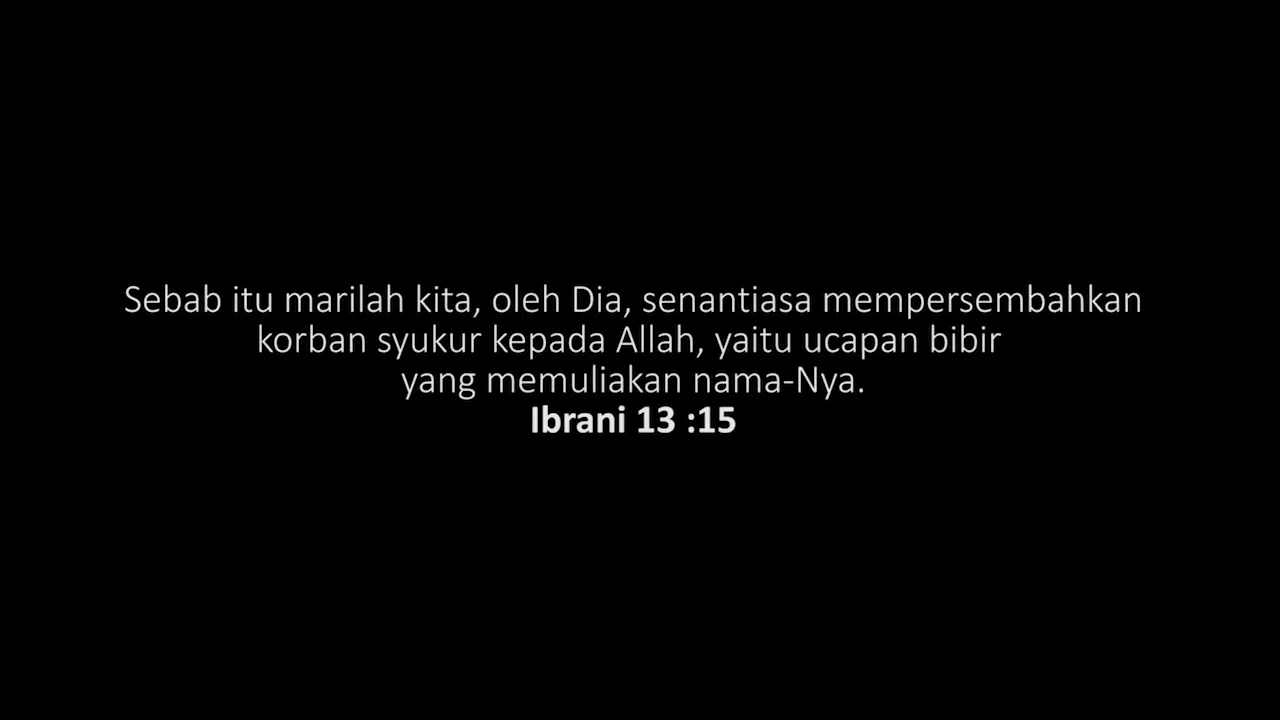 Sebab itu marilah kita, oleh Dia, senantiasa mempersembahkan
korban syukur kepada Allah, yaitu ucapan bibir
yang memuliakan nama-Nya.
Ibrani 13 :15